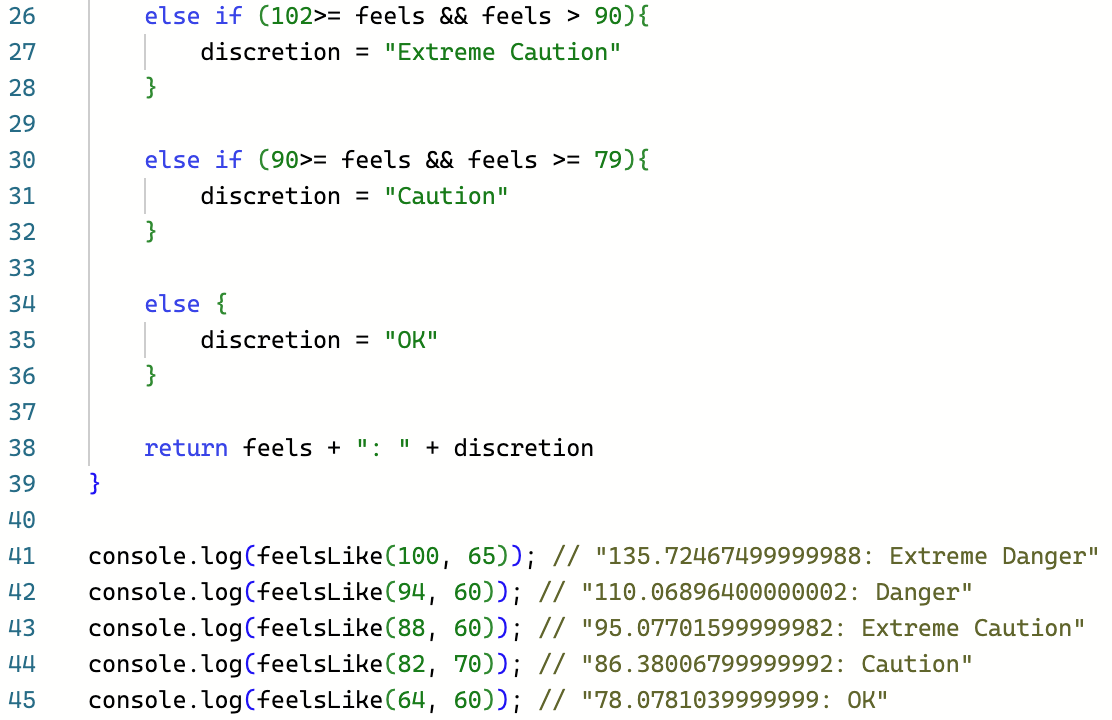 26 else if (102>= feels && feels > 90){
27 discretion = "Extreme Caution"
28 }
29
30 else if (90>= feels && feels >= 79){
31 discretion = "Caution"
32 }
33
34 else {
35 discretion = "OK"
36 }
37
38 return feels + ": " + discretion
39 }
40
41 console.log(feelsLike(100, 65)); // "135.72467499999988: Extreme Danger"
42 console.log(feelsLike(94, 60)); // "110.06896400000002: Danger"
43 console.log(feelsLike(88, 60)); // "95.07701599999982: Extreme Caution"
44 console.log(feelsLike(82, 70)); // "86.38006799999992: Caution"
45 console.log(feelsLike(64, 60)); // "78.0781039999999: OK"